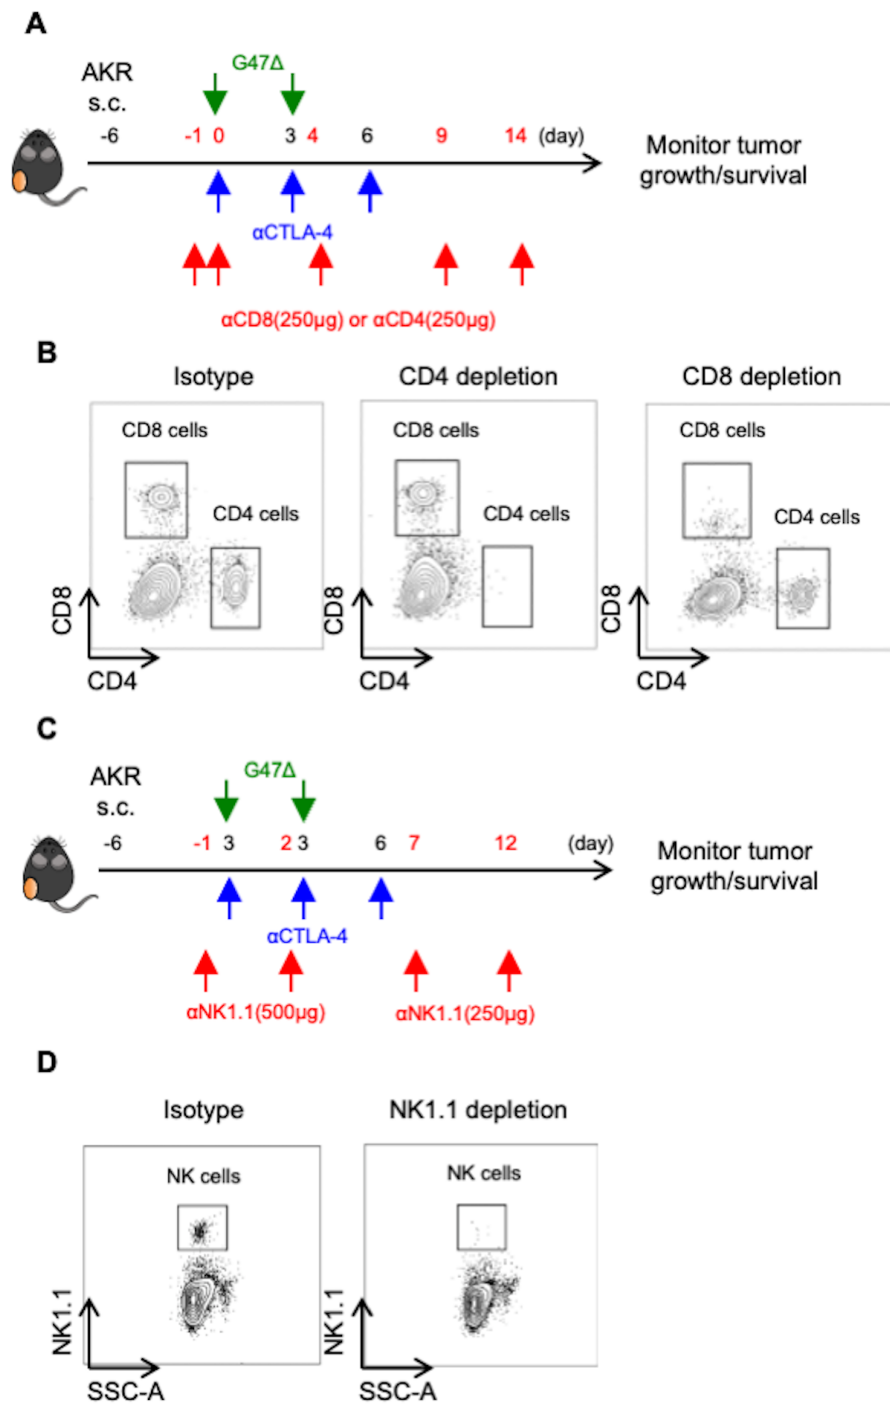 A
G47Δ
AKR
s.c.
-6 -1 0 3 4 6 9 14 (day)
Monitor tumor
growth/survival
αCTLA-4
αCD8(250µg) or αCD4(250µg)
B
Isotype CD4 depletion CD8 depletion
CD8 cells CD8 cells CD8 cells
CD4 cells CD4 cells CD4 cells
CD8 CD8 CD8
CD4 CD4 CD4
C
G47Δ
AKR
s.c.
-6 -1 3 2 3 6 7 12 (day)
Monitor tumor
growth/survival
αCTLA-4
αNK1.1(500µg) αNK1.1(250µg)
D
Isotype NK1.1 depletion
NK cells NK cells
NK1.1 NK1.1
SSC-A SSC-A